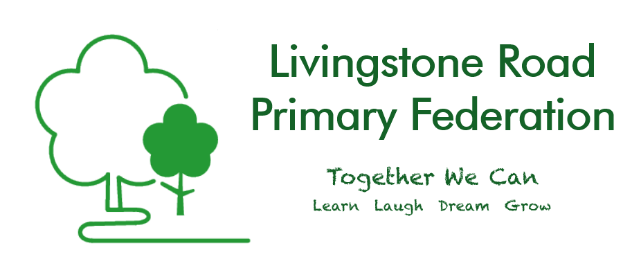 Livingstone Road
Primary Federation
Together We Can
Learn Laugh Dream Grow